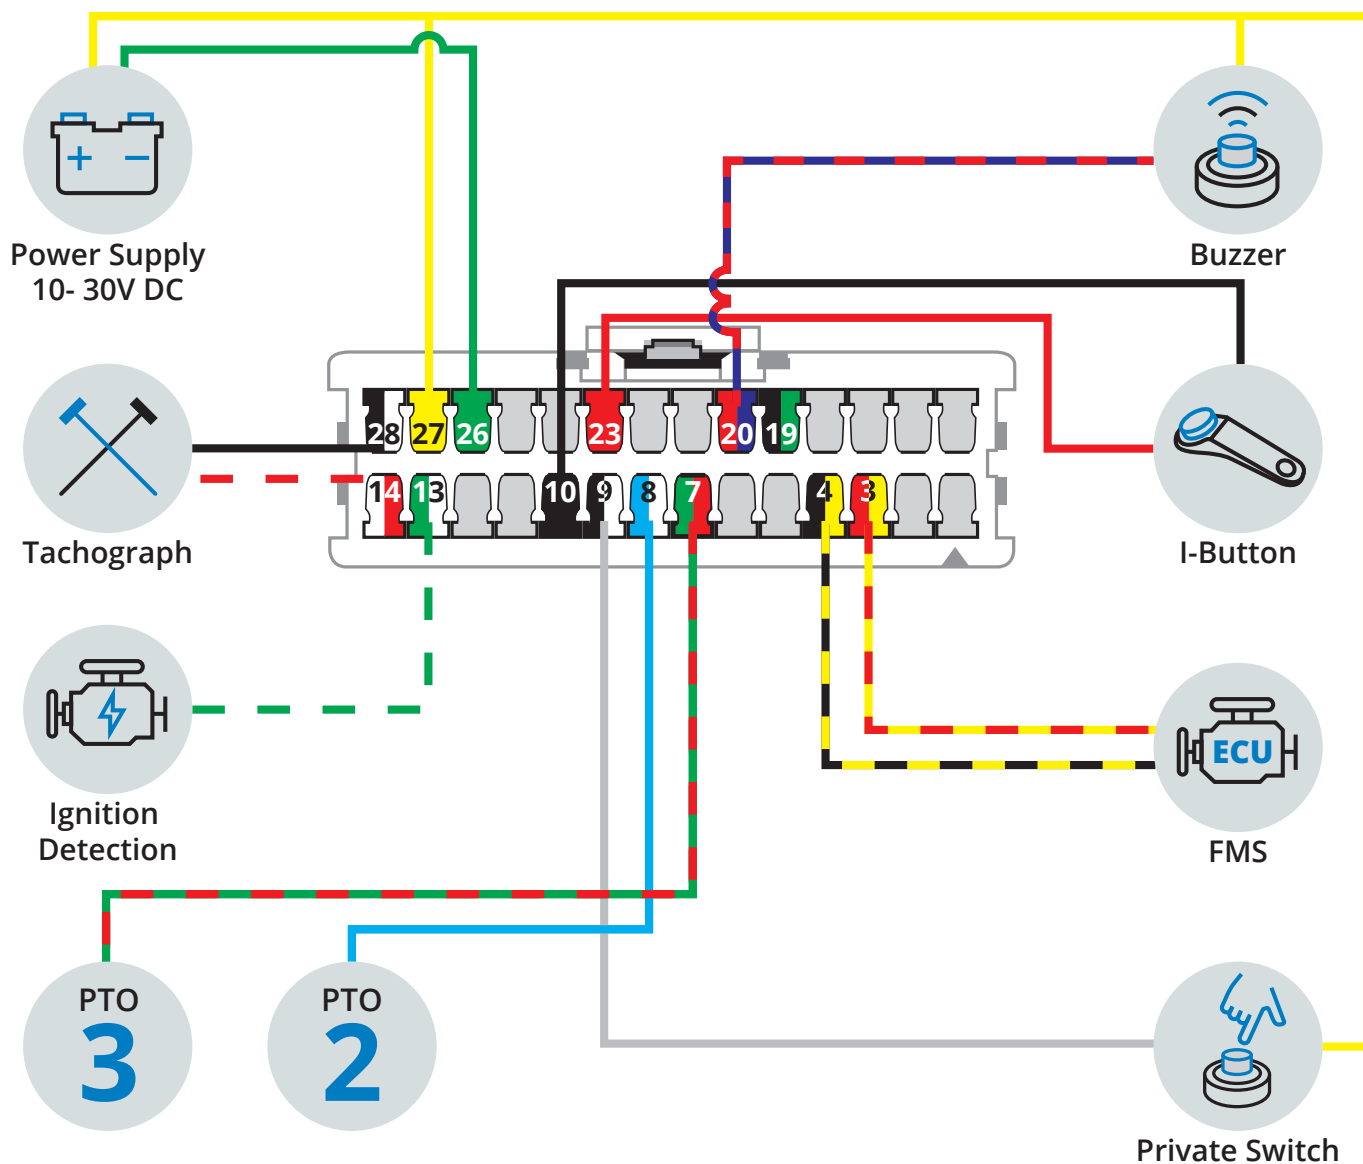 + −
Power Supply
10- 30V DC
Buzzer
28
27
26
23
20
19
14
13
10
9
8
7
4
3
Tachograph
I-Button
Ignition
Detection
ECU
FMS
PTO
3
PTO
2
Private Switch